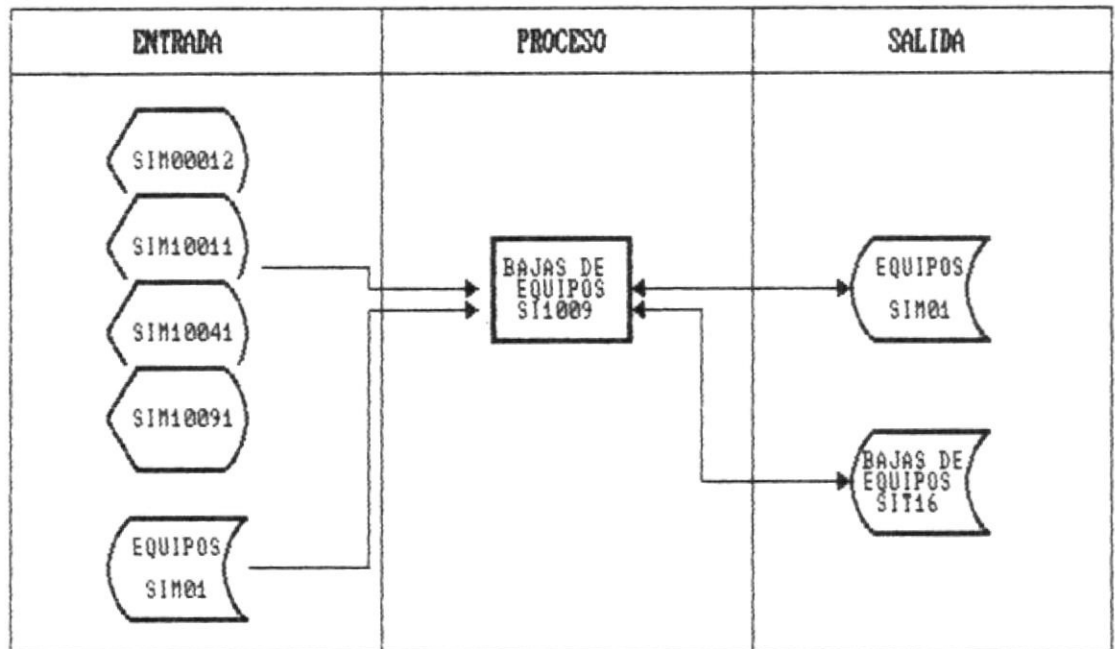 ENTRADA
PROCESO
SALIDA
SIM00012
SIM10011
SIM10041
SIM10091
EQUIPOS
SIM01
BAJAS DE
EQUIPOS
SI1009
EQUIPOS
SIM01
BAJAS DE
EQUIPOS
SIT16